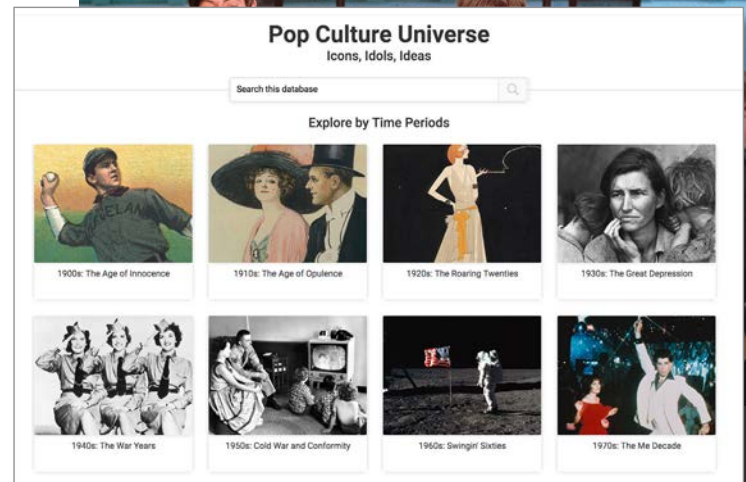 Pop Culture Universe
Icons, Idols, Ideas
Search this database
Explore by Time Periods
CLEVELAND
1900s: The Age of Innocence
1910s: The Age of Opulence
1920s: The Roaring Twenties
1930s: The Great Depression
1940s: The War Years
1950s: Cold War and Conformity
1960s: Swingin' Sixties
1970s: The Me Decade